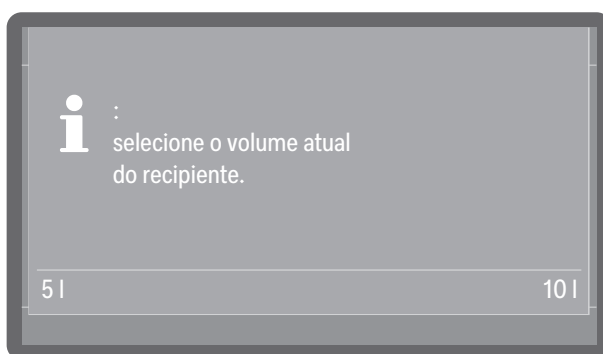 i :
selecione o volume atual
do recipiente.
5 l
10 l